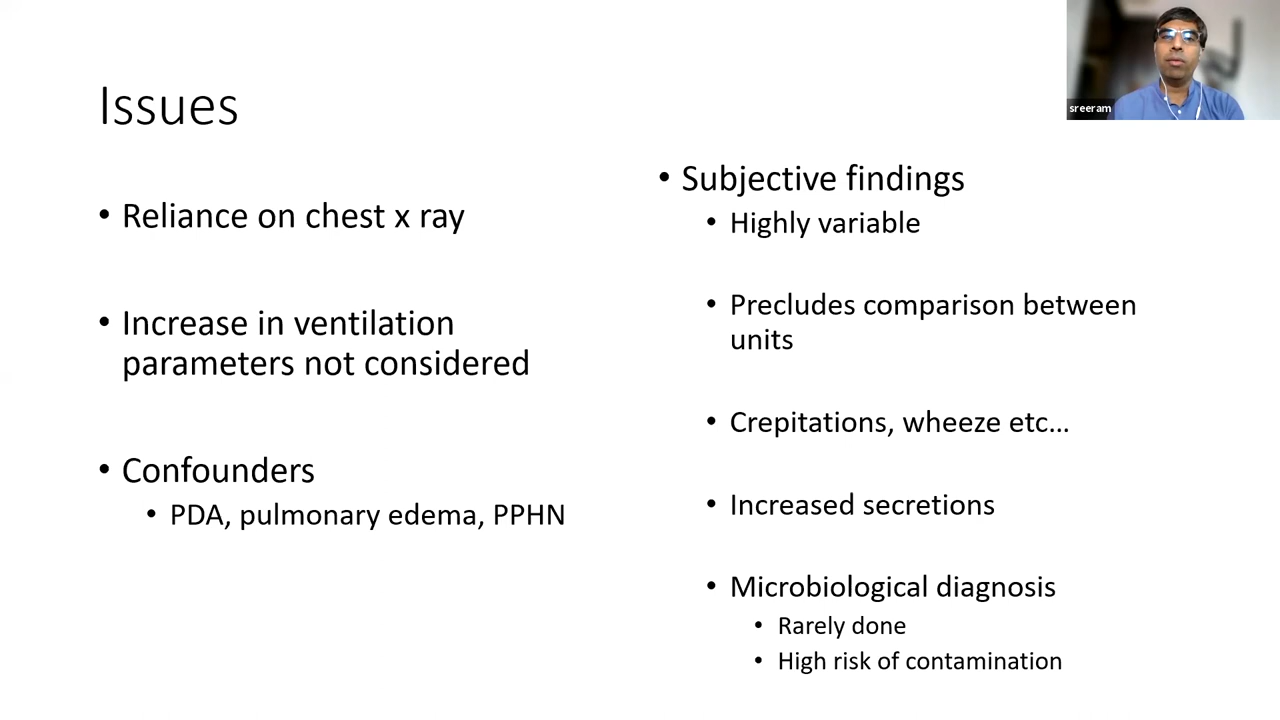 Issues
• Reliance on chest x ray
• Increase in ventilation
parameters not considered
• Confounders
• PDA, pulmonary edema, PPHN
• Subjective findings
• Highly variable
• Precludes comparison between
units
• Crepitations, wheeze etc...
• Increased secretions
• Microbiological diagnosis
• Rarely done
• High risk of contamination
sreeram